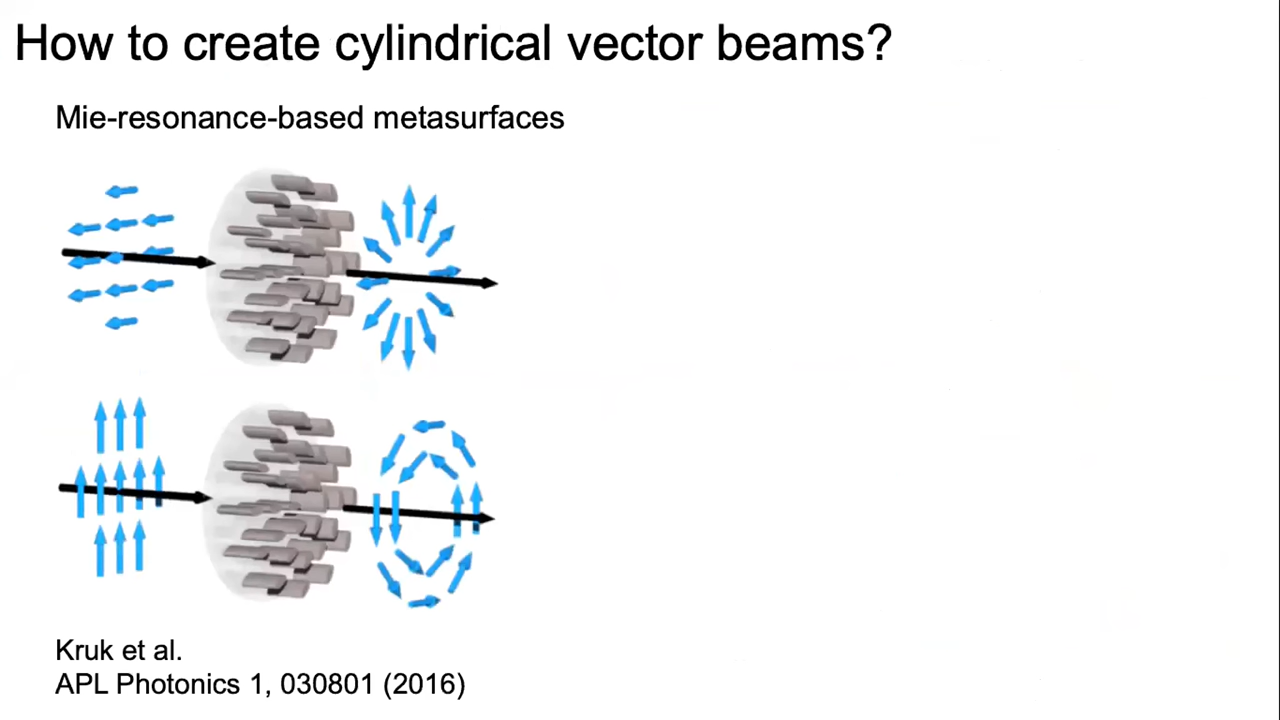 How to create cylindrical vector beams?
Mie-resonance-based metasurfaces
Kruk et al.
APL Photonics 1, 030801 (2016)